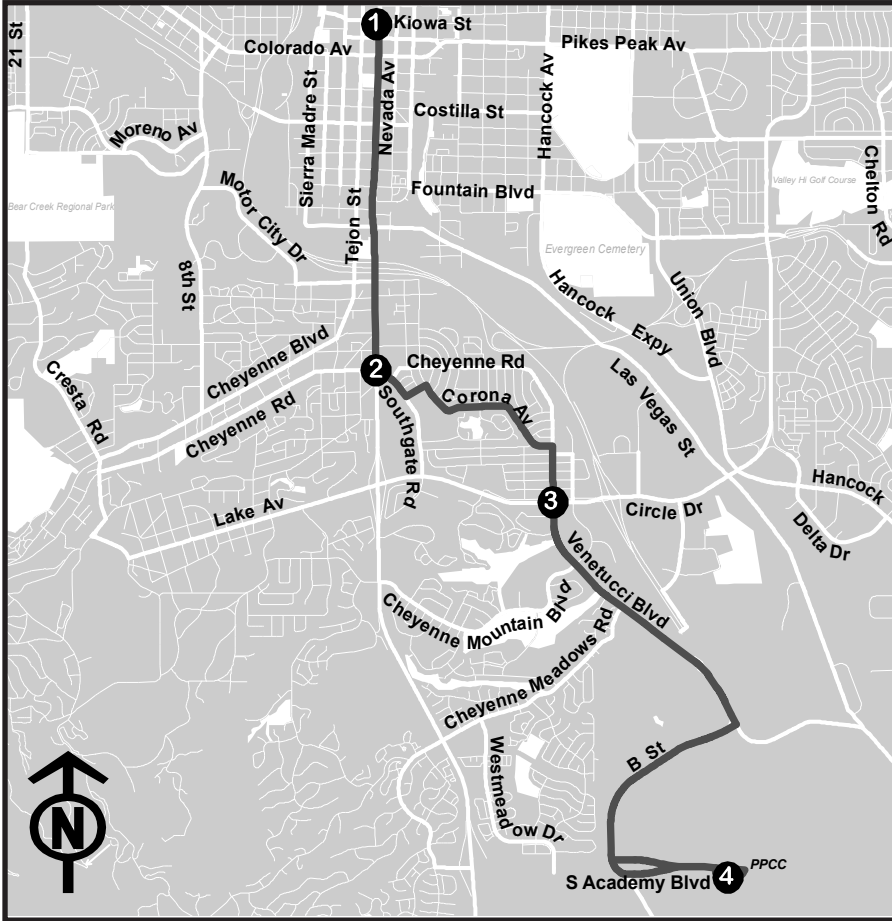 21 St
1
Kiowa St
Colorado Av
Pikes Peak Av
Sierra Madre St
Nevada Av
Hancock Av
Costilla St
Moreno Av
Chelton Rd
Valley Hi Golf Course
Bear Creek Regional Park
Motor City Dr
Fountain Blvd
Tejon St
Evergreen Cemetery
8th St
Hancock Expy
Union Blvd
Cheyenne Blvd
2
Cheyenne Rd
Cresta Rd
Cheyenne Rd
Southgate Rd
Corona Av
Las Vegas St
Lake Av
3
Circle Dr
Hancock
Delta Dr
Venetucci Blvd
Cheyenne Mountain Blvd
Cheyenne Meadows Rd
Westmeadow Dr
B St
N
S Academy Blvd
4
PPCC